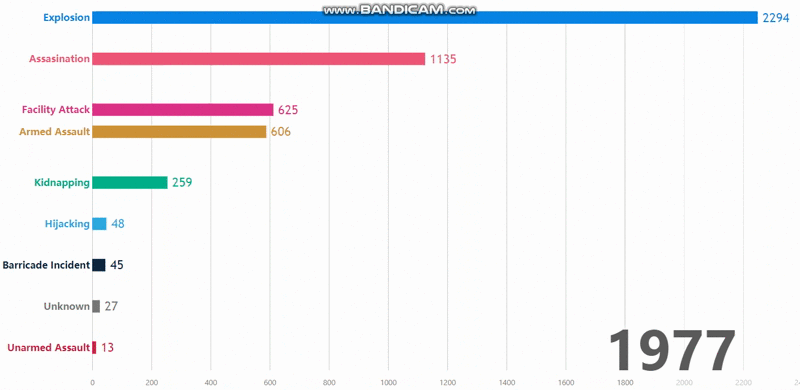 www.BANDICAM.com
Explosion 2294
Assasination 1135
Facility Attack 625
Armed Assault 606
Kidnapping 259
Hijacking 48
Barricade Incident 45
Unknown 27
Unarmed Assault 13
1977
0 200 400 600 800 1000 1200 1400 1600 1800 2000 2200